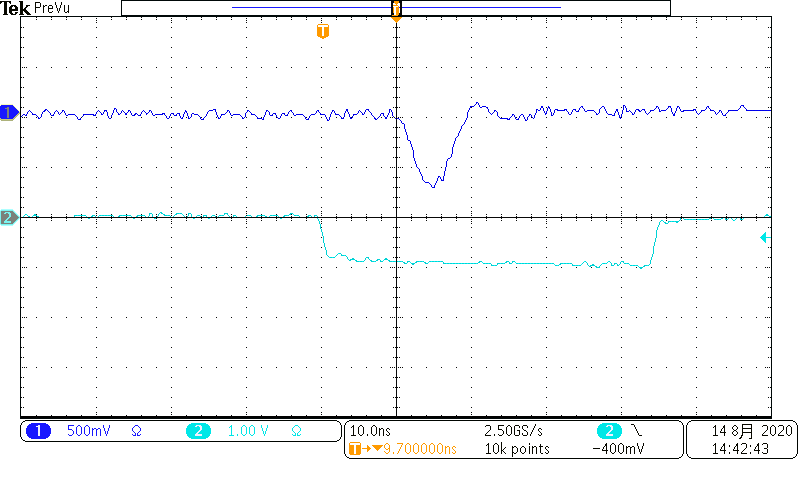 Tek PreVu
T
T
1
2
1 500mV Ω 2 1.00 V Ω
10.0ns 2.50GS/s 2
T→▼9.700000ns 10k points −400mV
14 8月 2020
14:42:43